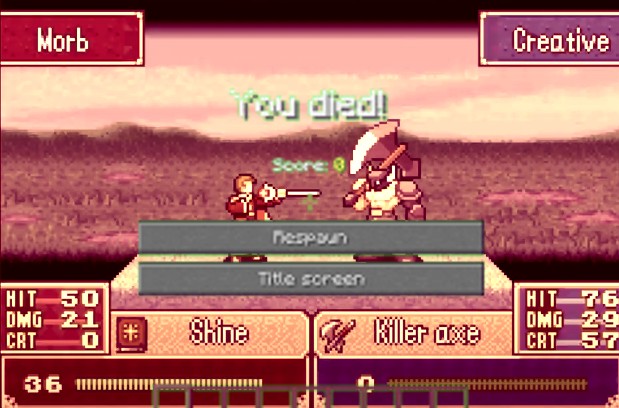 Morb
Creative
You died!
Score: 0
Respawn
Title screen
HIT 50
DMG 21
CRT 0
Shine
Killer axe
HIT 76
DMG 29
CRT 57
36
0